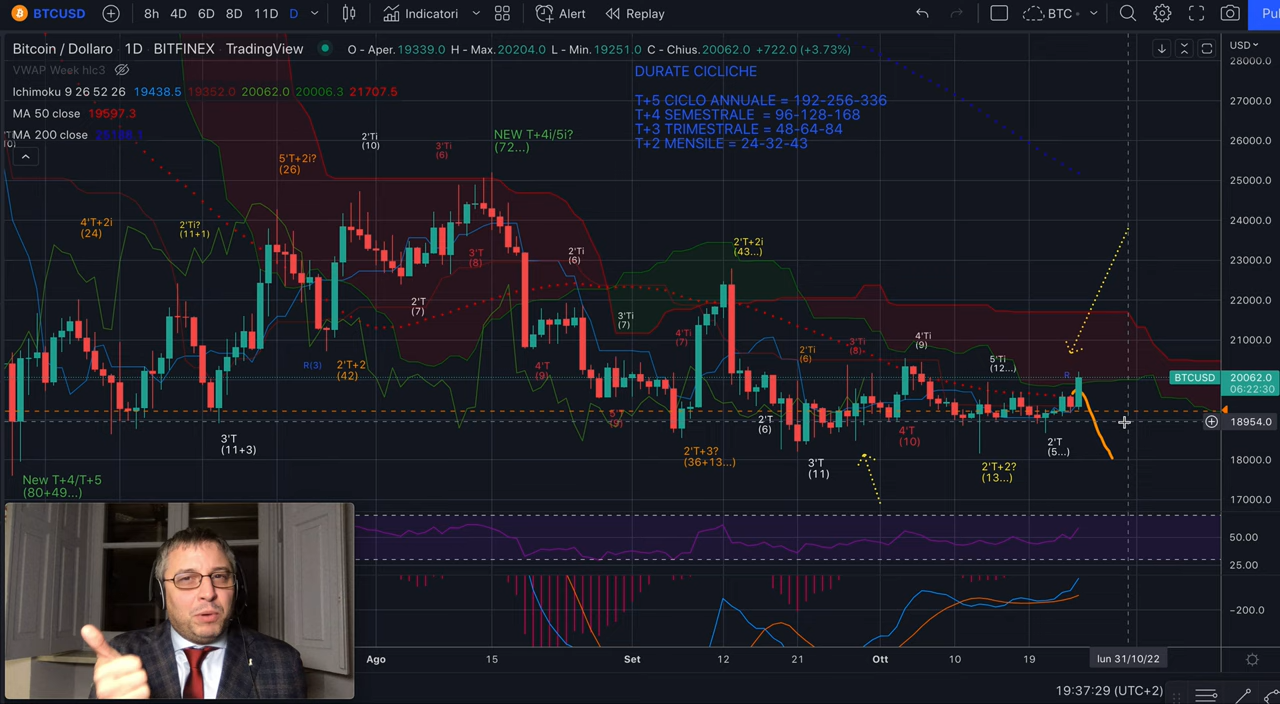 BTCUSD 8h 4D 6D 8D 11D D Indicatori Alert Replay BTC Pu
Bitcoin / Dollaro · 1D · BITFINEX · TradingView O - Aper.19339.0 H - Max.20204.0 L - Min.19251.0 C - Chius.20062.0 +722.0 (+3.73%) USD
VWAP Week hlc3
Ichimoku 9 26 52 26 19438.5 19352.0 20062.0 20006.3 21707.5
MA 50 close 19597.3
MA 200 close
DURATE CICLICHE
T+5 CICLO ANNUALE = 192-256-336
T+4 SEMESTRALE = 96-128-168
T+3 TRIMESTRALE = 48-64-84
T+2 MENSILE = 24-32-43
28000.0
27000.0
26000.0
25000.0
24000.0
23000.0
22000.0
21000.0
BTCUSD 20062.0
06:22:30
18954.0
18000.0
17000.0
50.00
25.00
-200.0
2'Ti
(10)
3'Ti
(6)
NEW T+4i/5i?
(72...)
5'T+2i?
(26)
4'T+2i
(24)
2'Ti?
(11+1)
3'T
(8)
2'Ti
(6)
2'T+2i
(43...)
2'T
(7)
3'Ti
(7)
4'Ti
(7)
2'Ti
(6)
3'Ti
(8)
4'Ti
(9)
5'Ti
(12...)
R(3)
2'T+2
(42)
4'T
(9)
R
5'T
(9)
2'T
(6)
4'T
(10)
2'T
(5...)
3'T
(11+3)
2'T+3?
(36+13...)
3'T
(11)
2'T+2?
(13...)
New T+4/T+5
(80+49...)
Ago 15 Set 12 21 Ott 10 19 lun 31/10/22
19:37:29 (UTC+2)